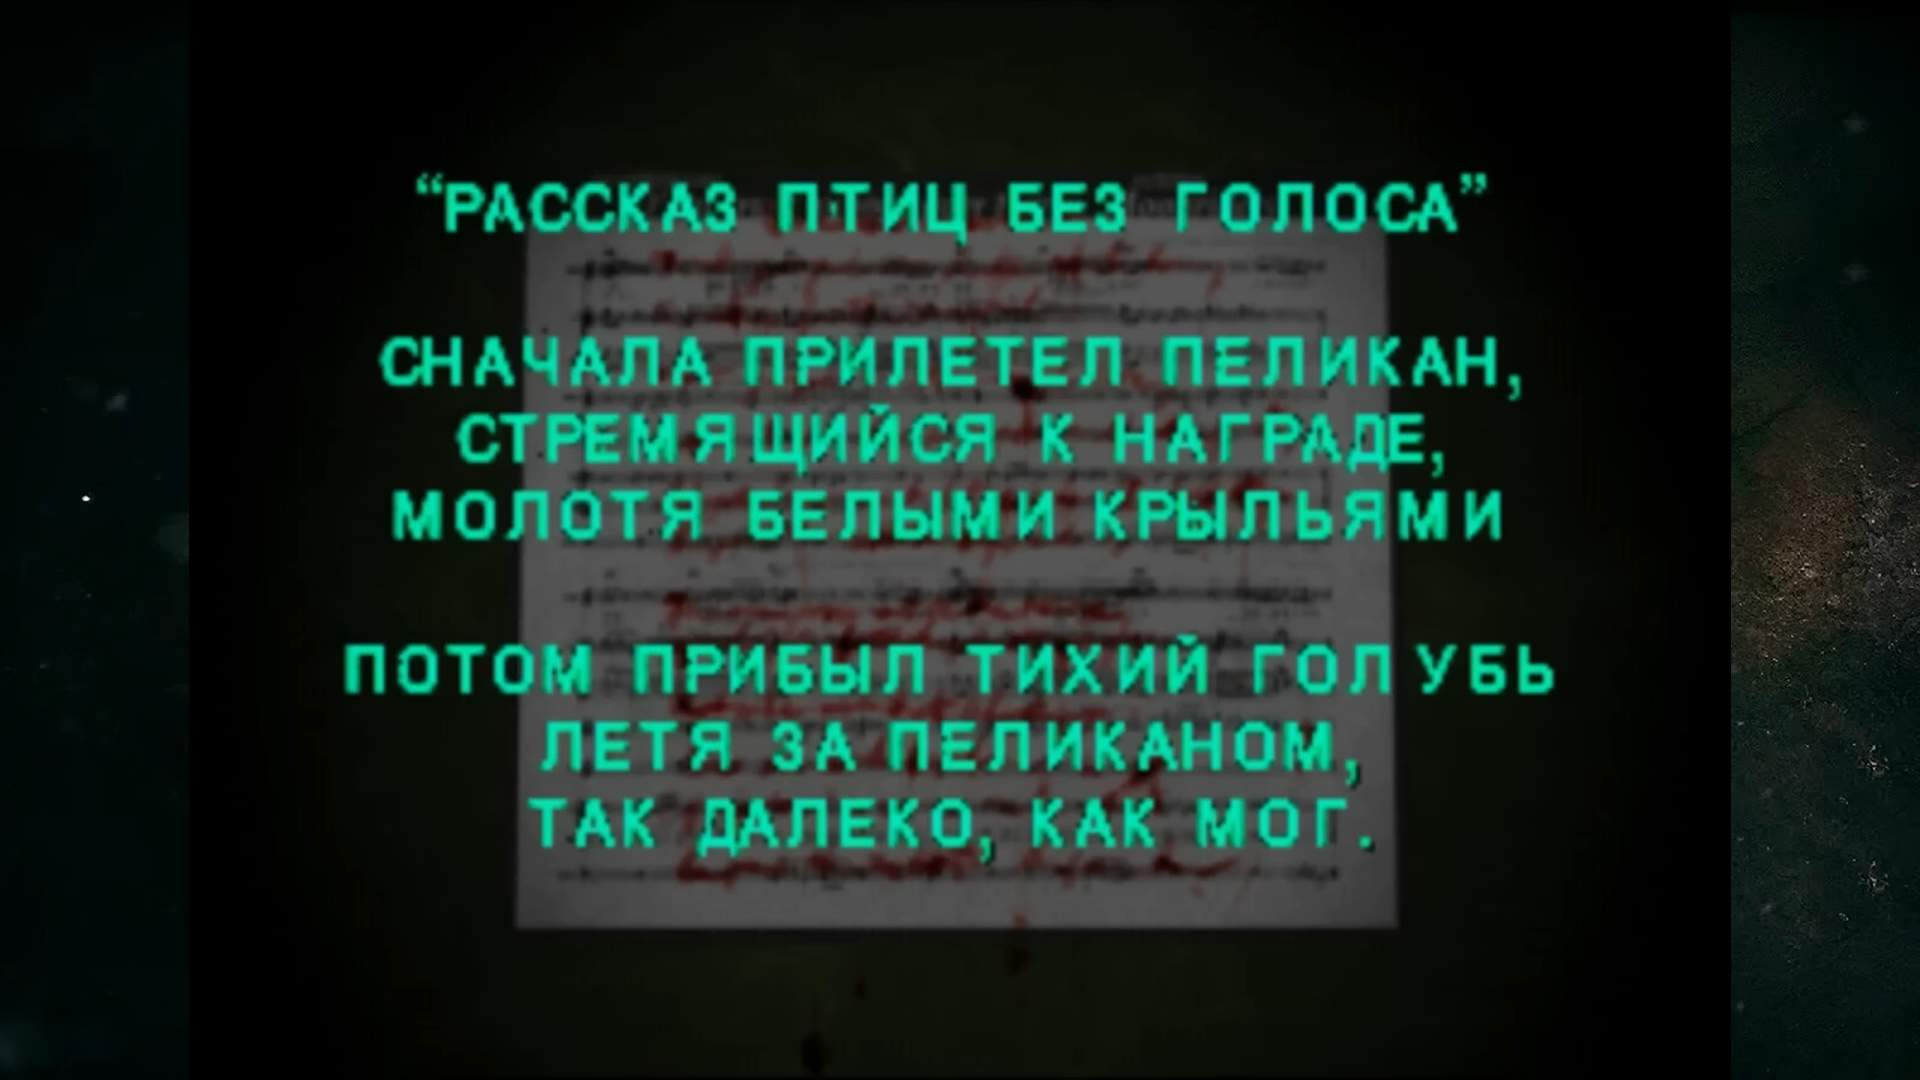 “РАССКАЗ ПТИЦ БЕЗ ГОЛОСА”
СНАЧАЛА ПРИЛЕТЕЛ ПЕЛИКАН,
СТРЕМЯЩИЙСЯ К НАГРАДЕ,
МОЛОТЯ БЕЛЫМИ КРЫЛЬЯМИ
ПОТОМ ПРИБЫЛ ТИХИЙ ГОЛУБЬ
ЛЕТЯ ЗА ПЕЛИКАНОМ,
ТАК ДАЛЕКО, КАК МОГ.